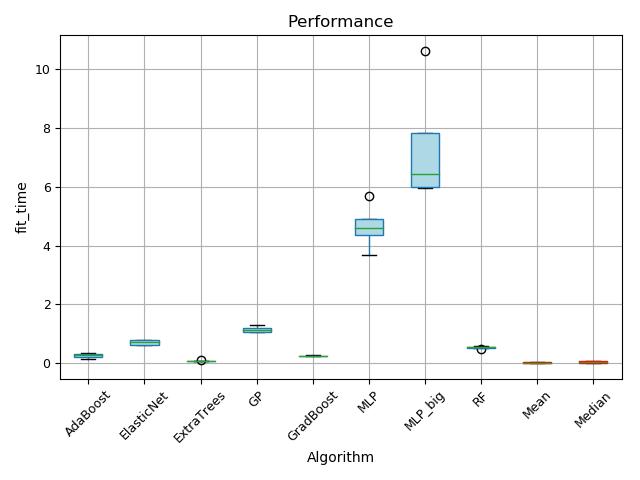 Performance
fit_time
10
8
6
4
2
0
AdaBoost
ElasticNet
ExtraTrees
GP
GradBoost
MLP
MLP_big
RF
Mean
Median
Algorithm